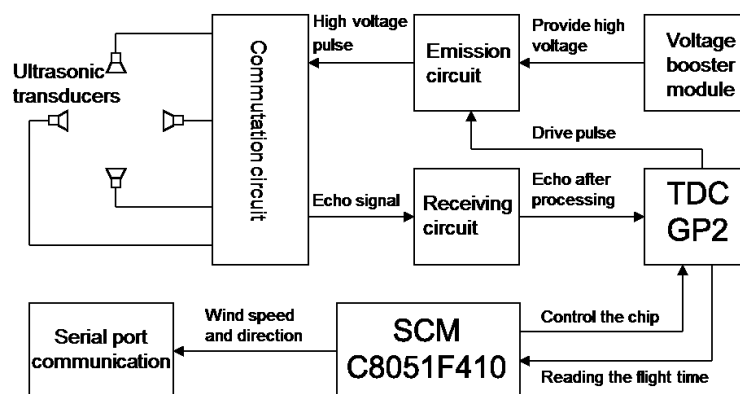 High voltage
pulse
Provide high
voltage
Ultrasonic
transducers
Commutation circuit
Emission
circuit
Voltage
booster
module
Drive pulse
Echo signal
Receiving
circuit
Echo after
processing
TDC
GP2
Serial port
communication
Wind speed
and direction
SCM
C8051F410
Control the chip
Reading the flight time